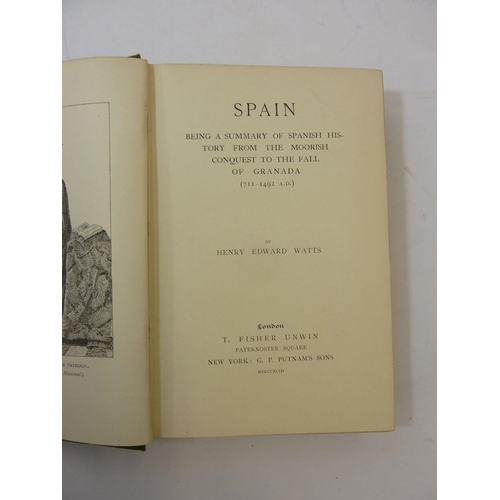 SPAIN
BEING A SUMMARY OF SPANISH HIS-
TORY FROM THE MOORISH
CONQUEST TO THE FALL
OF GRANADA
(711-1492 A.D.)
BY
HENRY EDWARD WATTS
London
T. FISHER UNWIN
PATERNOSTER SQUARE
NEW YORK: G. P. PUTNAM'S SONS
MDCCCXCIII